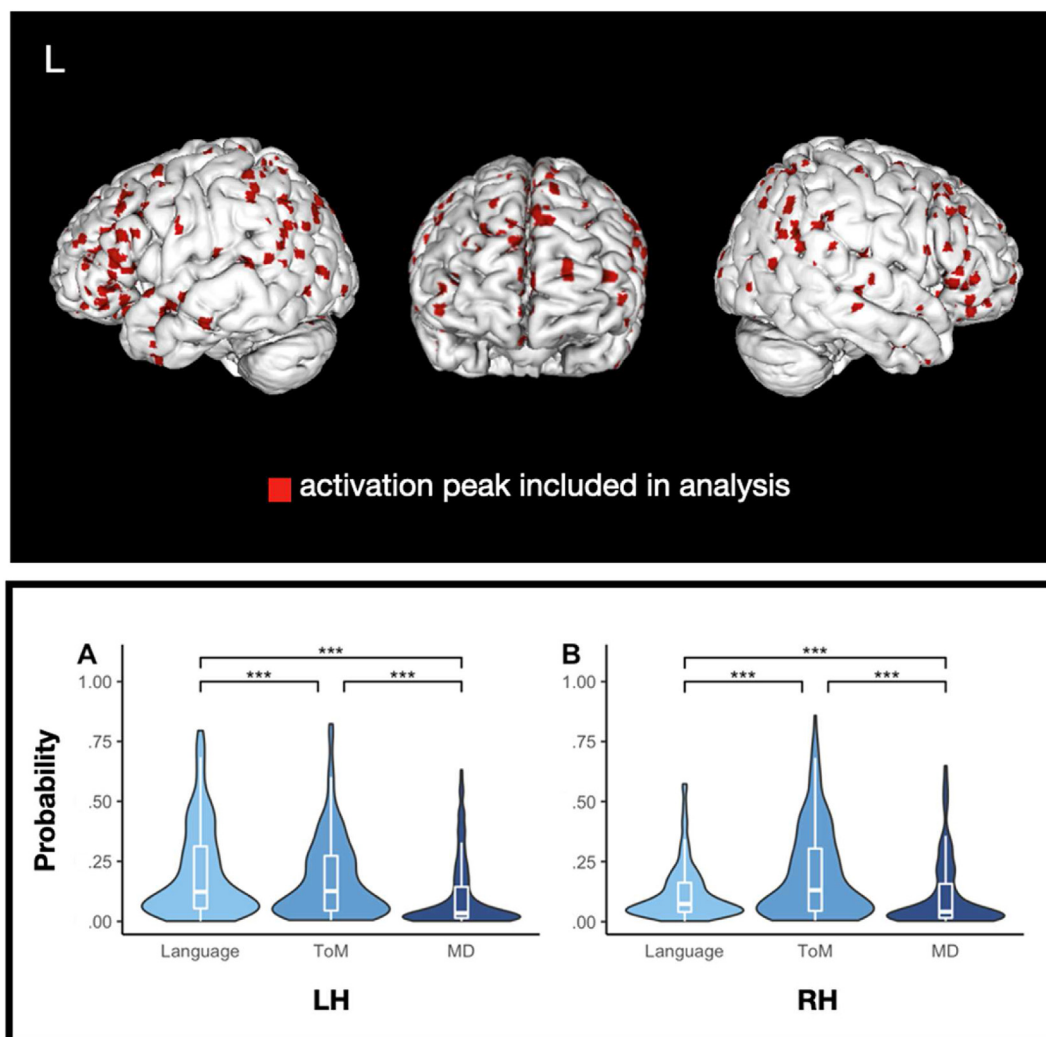 L
activation peak included in analysis
A
***
***
***
1.00
.75
.50
.25
.00
Probability
Language
ToM
MD
LH
B
***
***
***
1.00
.75
.50
.25
.00
Language
ToM
MD
RH